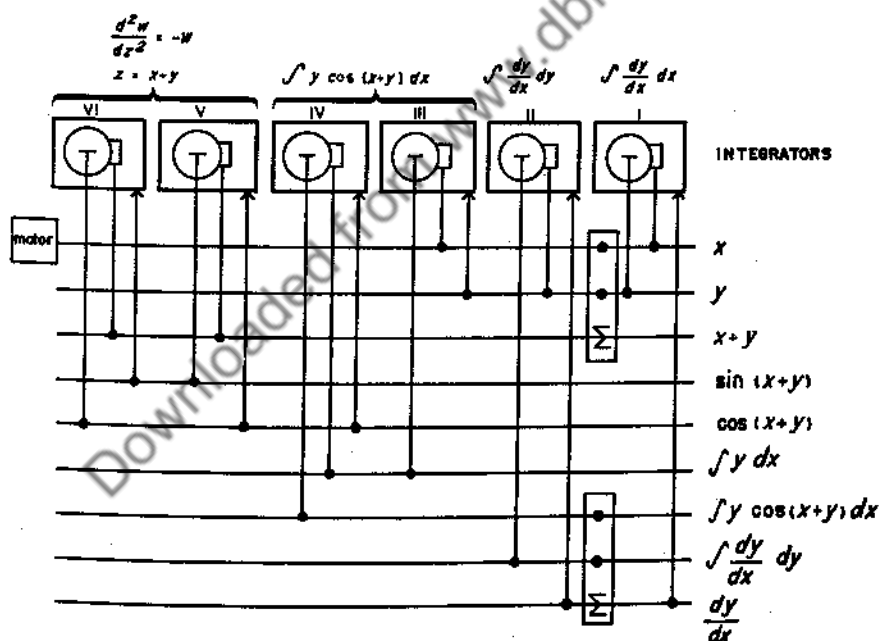 d²w/dz² = -w
z = x+y
∫ y cos (x+y) dx
∫ dy/dx dy
∫ dy/dx dx
VI V IV III II I
INTEGRATORS
motor
x
y
Σ x+y
sin (x+y)
cos (x+y)
∫ y dx
∫ y cos (x+y) dx
∫ dy/dx dy
Σ dy/dx
Downloaded from www.dbr